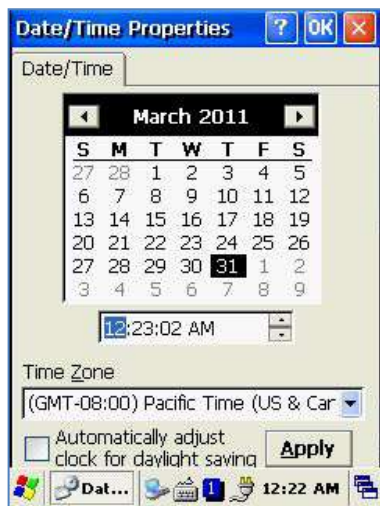 Date/Time Properties ? OK ×
Date/Time
March 2011
S M T W T F S
27 28 1 2 3 4 5
6 7 8 9 10 11 12
13 14 15 16 17 18 19
20 21 22 23 24 25 26
27 28 29 30 31 1 2
3 4 5 6 7 8 9
12:23:02 AM
Time Zone
(GMT-08:00) Pacific Time (US & Car
Automatically adjust
clock for daylight saving
Apply
Dat... 1 12:22 AM